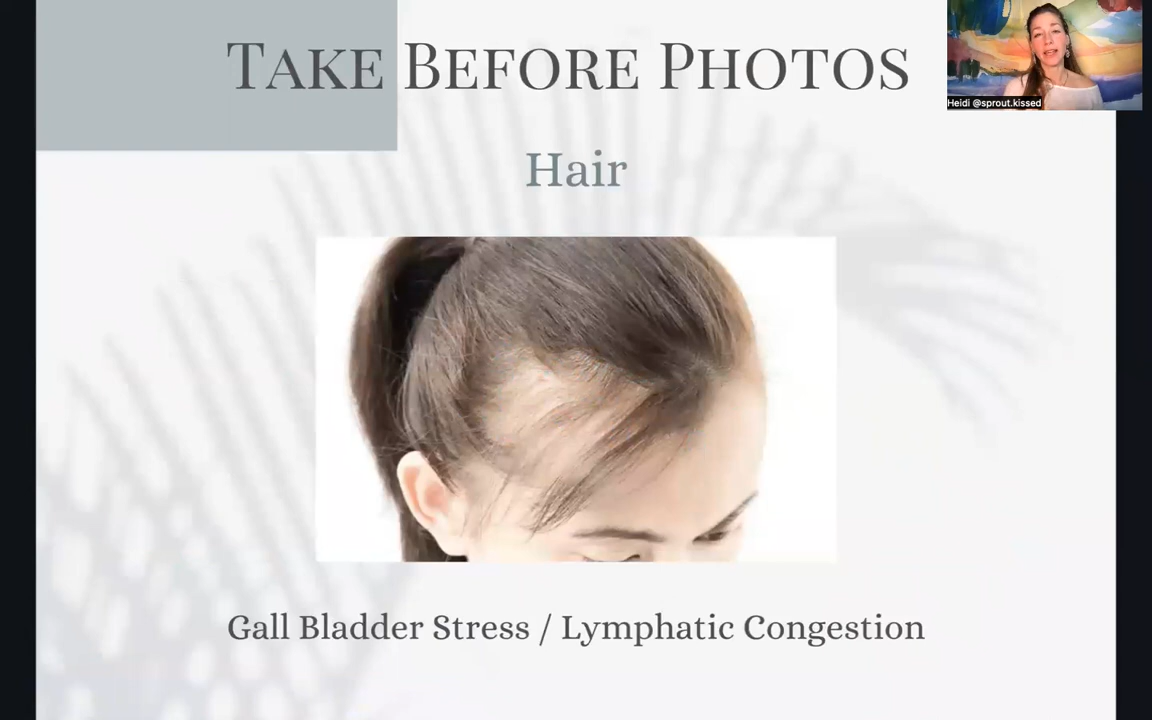 Take Before Photos
Heidi @sprout.kissed
Hair
Gall Bladder Stress / Lymphatic Congestion